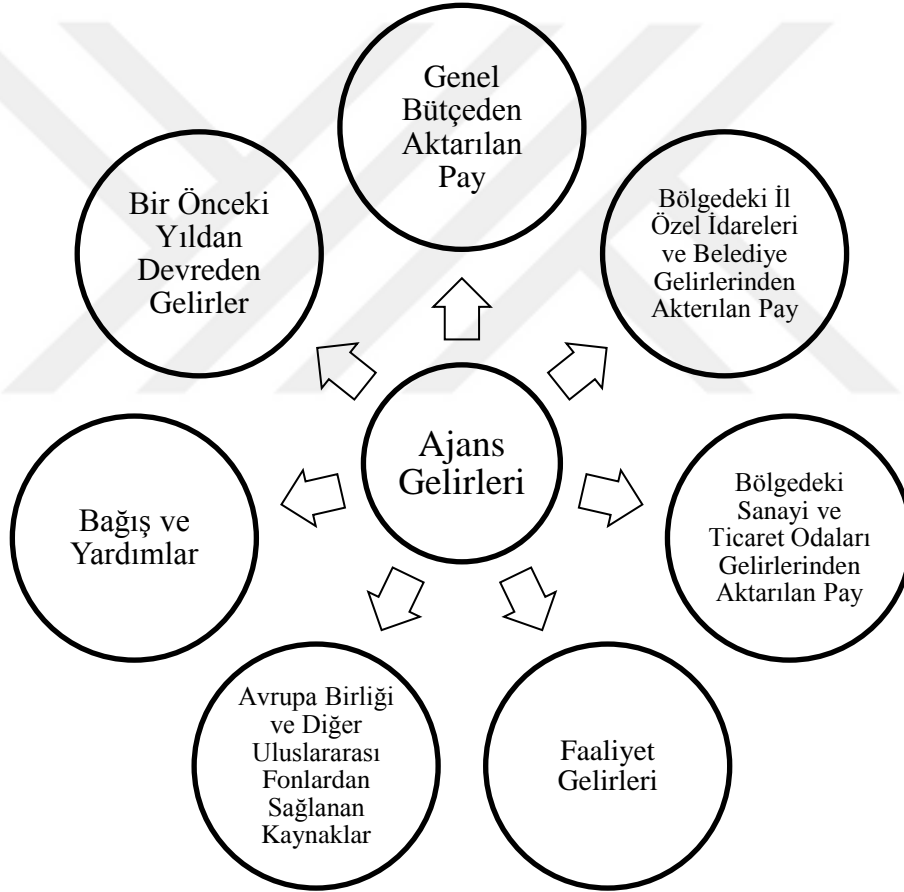 Genel
Bütçeden
Aktarılan
Pay
Bölgedeki İl
Özel İdareleri
ve Belediye
Gelirlerinden
Akterılan Pay
Bölgedeki
Sanayi ve
Ticaret Odaları
Gelirlerinden
Aktarılan Pay
Faaliyet
Gelirleri
Avrupa Birliği
ve Diğer
Uluslararası
Fonlardan
Sağlanan
Kaynaklar
Bağış ve
Yardımlar
Bir Önceki
Yıldan
Devreden
Gelirler
Ajans
Gelirleri